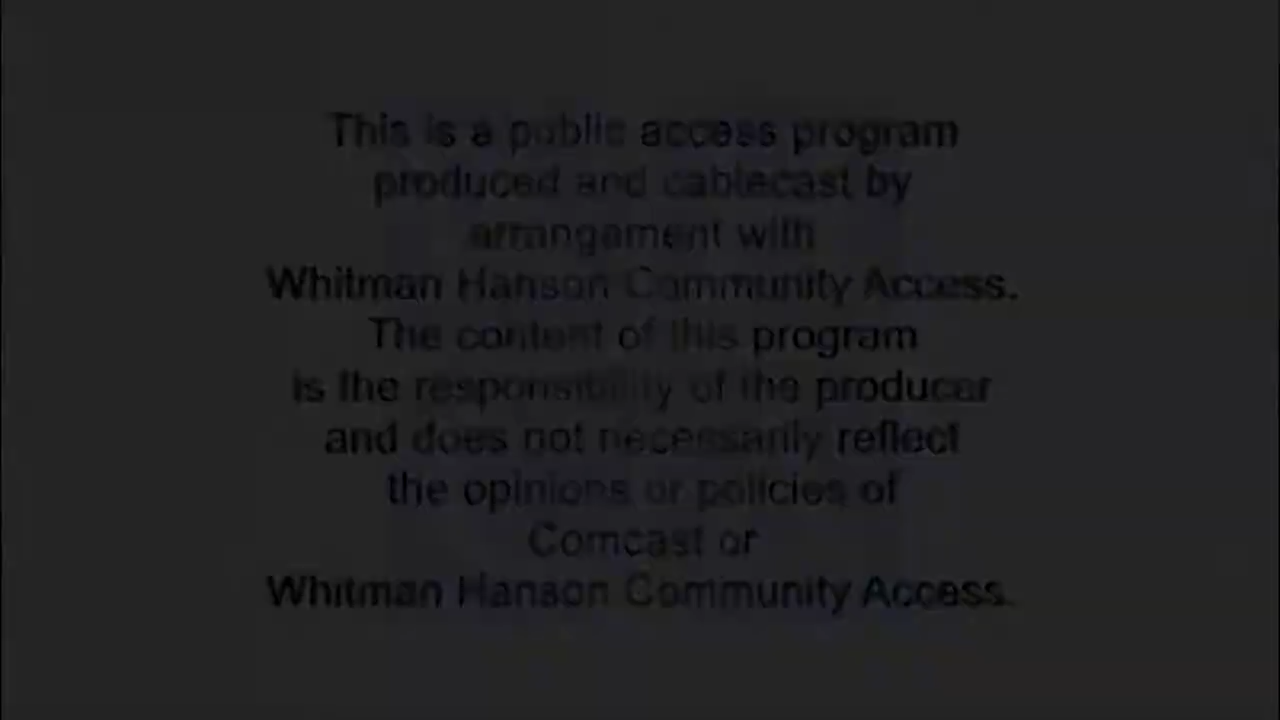 This is a public access program
produced and cablecast by
arrangement with
Whitman Hanson Community Access.
The content of this program
is the responsibility of the producer
and does not necessarily reflect
the opinions or policies of
Comcast or
Whitman Hanson Community Access.